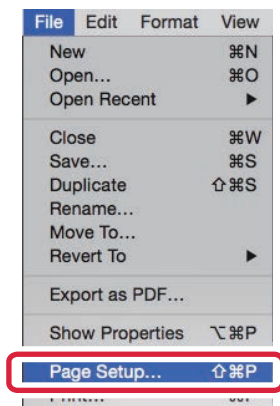 File Edit Format View
New ⌘N
Open... ⌘O
Open Recent ▶
Close ⌘W
Save... ⌘S
Duplicate ⇧⌘S
Rename...
Move To...
Revert To ▶
Export as PDF...
Show Properties ⌥⌘P
Page Setup... ⇧⌘P